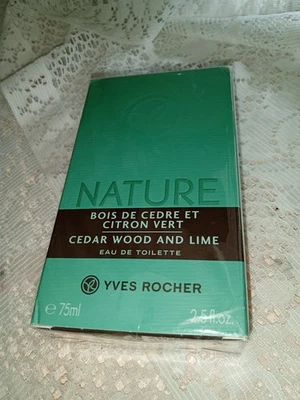 NATURE
BOIS DE CEDRE ET
CITRON VERT
CEDAR WOOD AND LIME
EAU DE TOILETTE
YR YVES ROCHER
℮ 75ml 2.5 fl.oz.